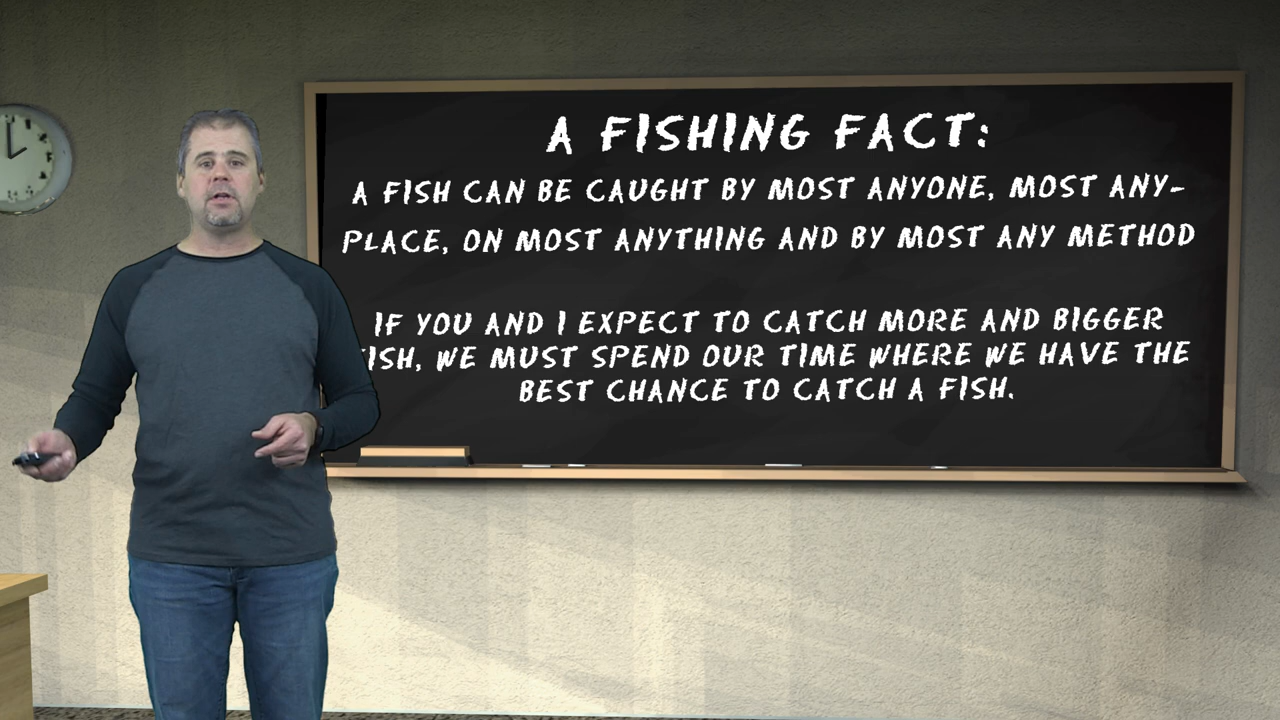 A FISHING FACT:
A FISH CAN BE CAUGHT BY MOST ANYONE, MOST ANY-
PLACE, ON MOST ANYTHING AND BY MOST ANY METHOD
IF YOU AND I EXPECT TO CATCH MORE AND BIGGER
FISH, WE MUST SPEND OUR TIME WHERE WE HAVE THE
BEST CHANCE TO CATCH A FISH.